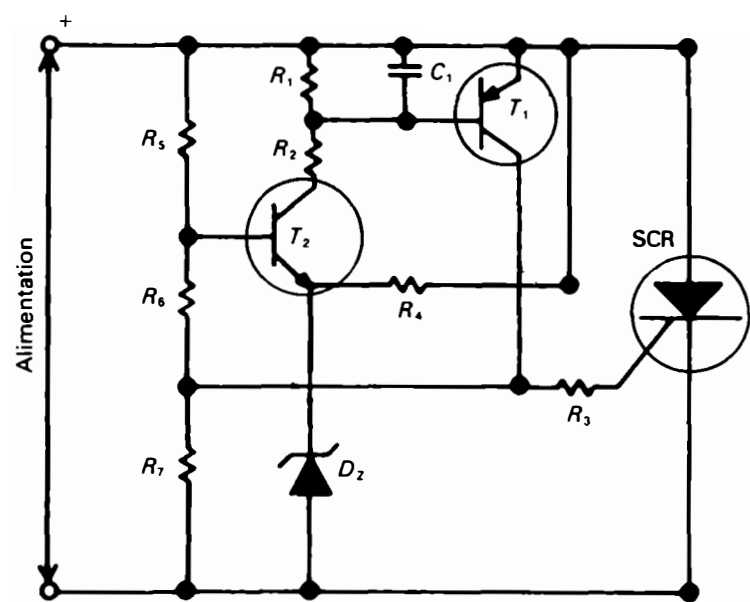 +
R1
C1
T1
R5
R2
T2
SCR
Alimentation
R6
R4
R3
R7
Dz